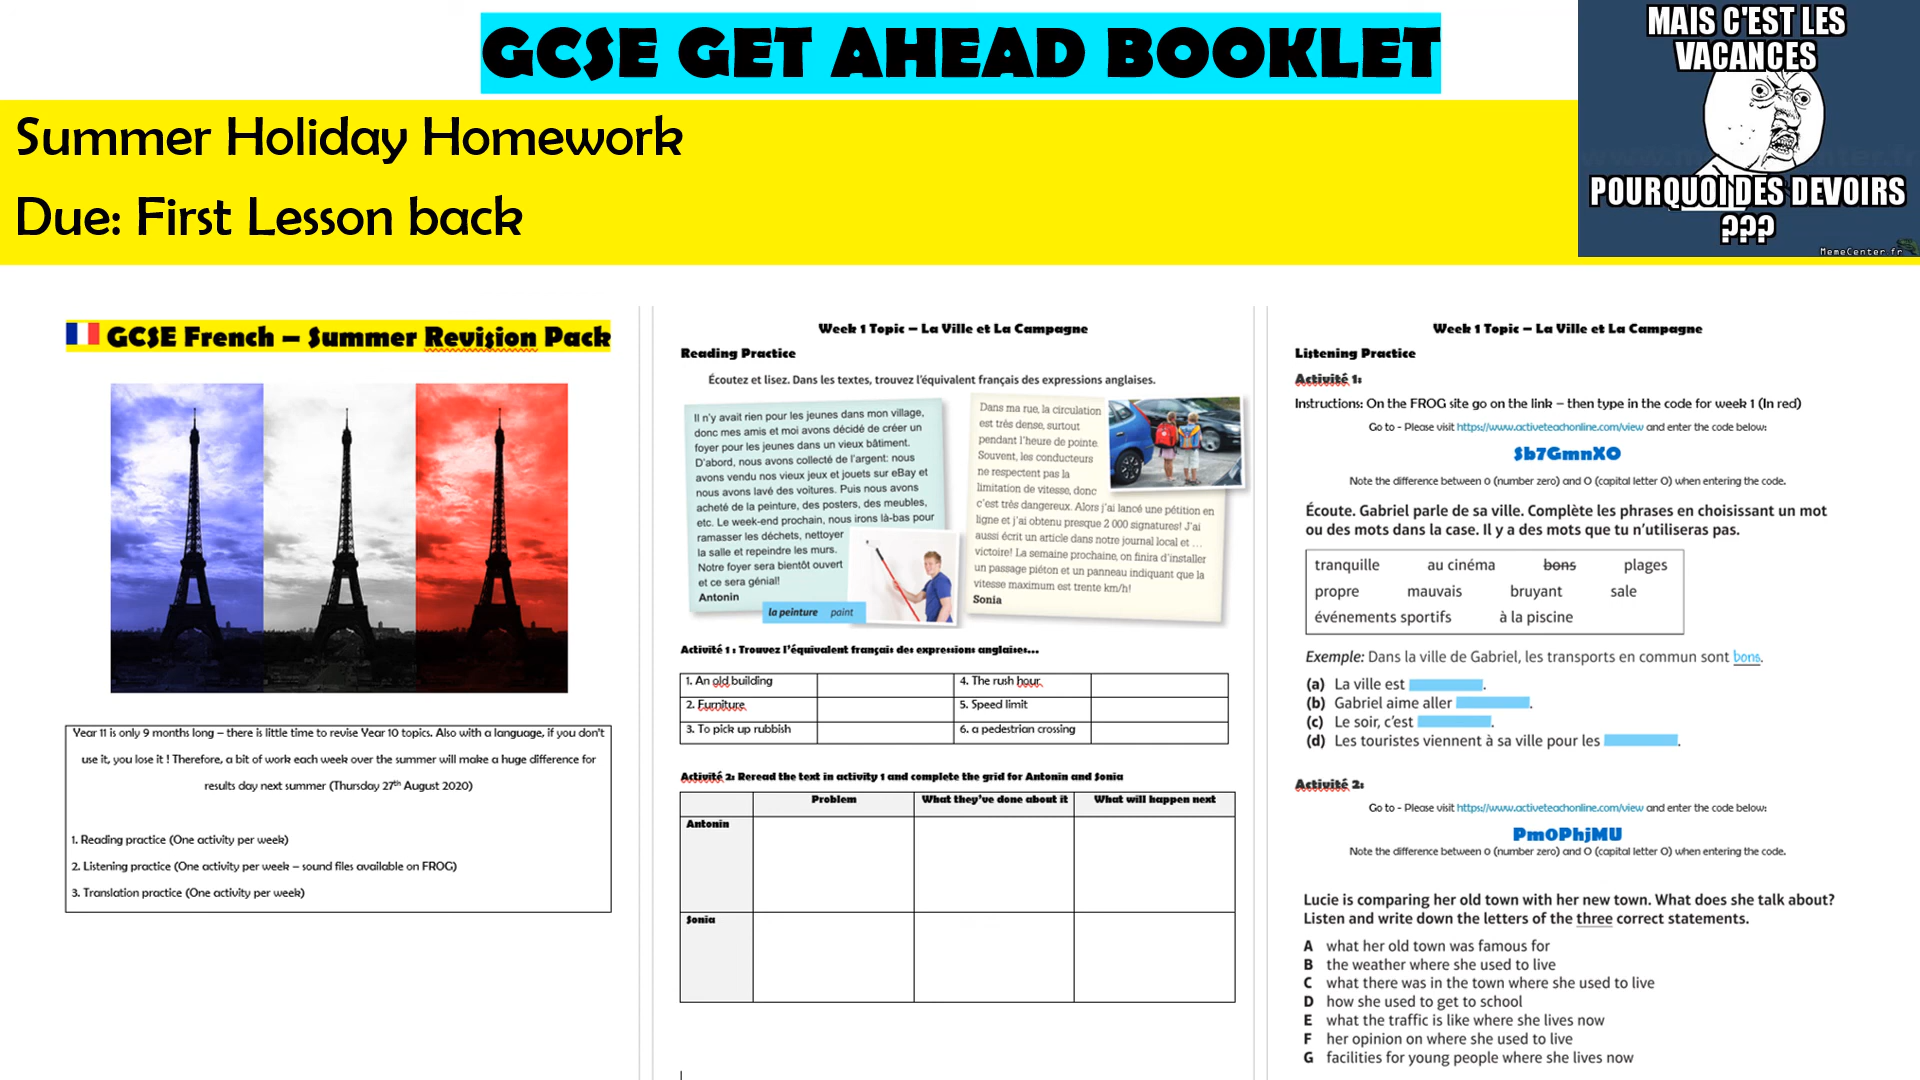 GCSE GET AHEAD BOOKLET
Summer Holiday Homework
Due: First Lesson back
MAIS C'EST LES
VACANCES
POURQUOI DES DEVOIRS
???
MemeCenter.fr
GCSE French – Summer Revision Pack
Year 11 is only 9 months long – there is little time to revise Year 10 topics. Also with a language, if you don't
use it, you lose it ! Therefore, a bit of work each week over the summer will make a huge difference for
results day next summer (Thursday 27th August 2020)
1. Reading practice (One activity per week)
2. Listening practice (One activity per week – sound files available on FROG)
3. Translation practice (One activity per week)
Week 1 Topic – La Ville et La Campagne
Reading Practice
Écoutez et lisez. Dans les textes, trouvez l'équivalent français des expressions anglaises.
Il n'y avait rien pour les jeunes dans mon village,
donc mes amis et moi avons décidé de créer un
foyer pour les jeunes dans un vieux bâtiment.
D'abord, nous avons collecté de l'argent: nous
avons vendu nos vieux jeux et jouets sur eBay et
nous avons lavé des voitures. Puis nous avons
acheté de la peinture, des posters, des meubles,
etc. Le week-end prochain, nous irons là-bas pour
ramasser les déchets, nettoyer
la salle et repeindre les murs.
Notre foyer sera bientôt ouvert
et ce sera génial!
Antonin
la peinture paint
Dans ma rue, la circulation
est très dense, surtout
pendant l'heure de pointe.
Souvent, les conducteurs
ne respectent pas la
limitation de vitesse, donc
c'est très dangereux. Alors j'ai lancé une pétition en
ligne et j'ai obtenu presque 2 000 signatures! J'ai
aussi écrit un article dans notre journal local et …
victoire! La semaine prochaine, on finira d'installer
un passage piéton et un panneau indiquant que la
vitesse maximum est trente km/h!
Sonia
Activité 1 : Trouvez l'équivalent français des expressions anglaises...
1. An old building
4. The rush hour
2. Furniture
5. Speed limit
3. To pick up rubbish
6. a pedestrian crossing
Activité 2: Reread the text in activity 1 and complete the grid for Antonin and Sonia
Problem
What they've done about it
What will happen next
Antonin
Sonia
Week 1 Topic – La Ville et La Campagne
Listening Practice
Activité 1:
Instructions: On the FROG site go on the link – then type in the code for week 1 (In red)
Go to - Please visit https://www.activeteachonline.com/view and enter the code below:
Sb7GmnXO
Note the difference between 0 (number zero) and O (capital letter O) when entering the code.
Écoute. Gabriel parle de sa ville. Complète les phrases en choisissant un mot
ou des mots dans la case. Il y a des mots que tu n'utiliseras pas.
tranquille au cinéma bons plages
propre mauvais bruyant sale
événements sportifs à la piscine
Exemple: Dans la ville de Gabriel, les transports en commun sont bons.
(a) La ville est .
(b) Gabriel aime aller .
(c) Le soir, c'est .
(d) Les touristes viennent à sa ville pour les .
Activité 2:
Go to - Please visit https://www.activeteachonline.com/view and enter the code below:
Pm0PhjMU
Note the difference between 0 (number zero) and O (capital letter O) when entering the code.
Lucie is comparing her old town with her new town. What does she talk about?
Listen and write down the letters of the three correct statements.
A what her old town was famous for
B the weather where she used to live
C what there was in the town where she used to live
D how she used to get to school
E what the traffic is like where she lives now
F her opinion on where she used to live
G facilities for young people where she lives now